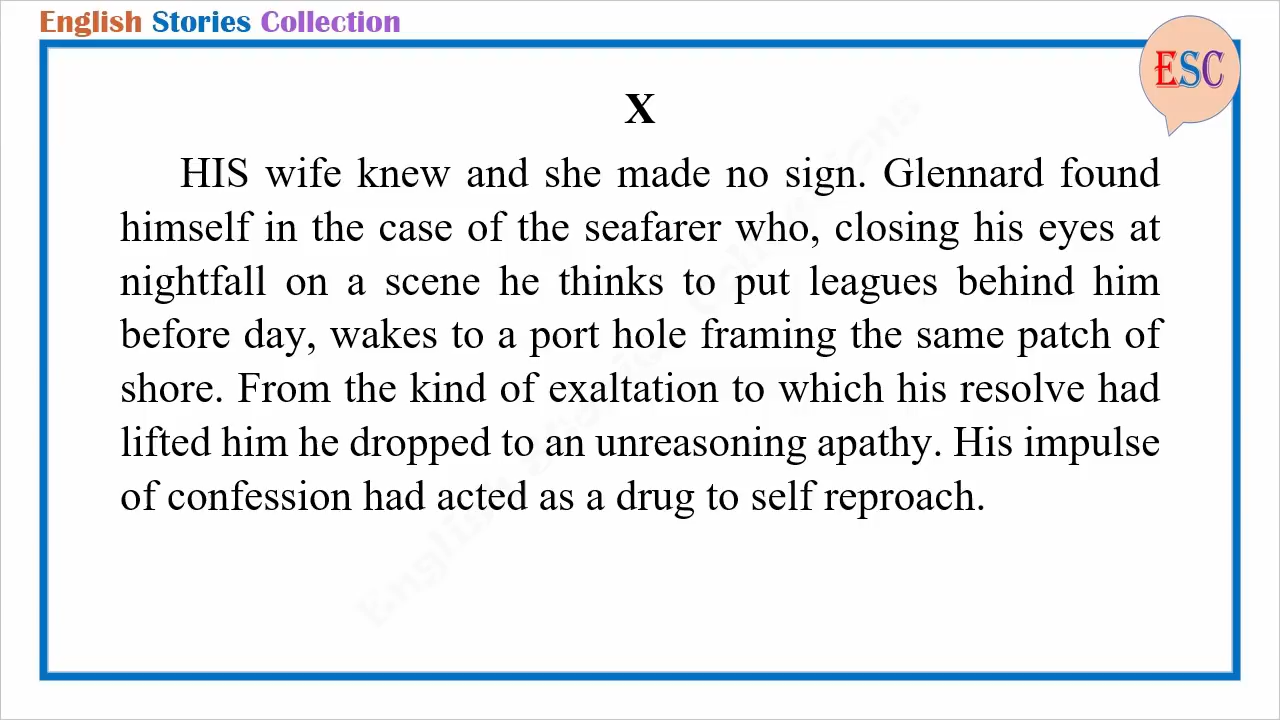 English Stories Collection
ESC
X
HIS wife knew and she made no sign. Glennard found
himself in the case of the seafarer who, closing his eyes at
nightfall on a scene he thinks to put leagues behind him
before day, wakes to a port hole framing the same patch of
shore. From the kind of exaltation to which his resolve had
lifted him he dropped to an unreasoning apathy. His impulse
of confession had acted as a drug to self reproach.
English Stories Collections